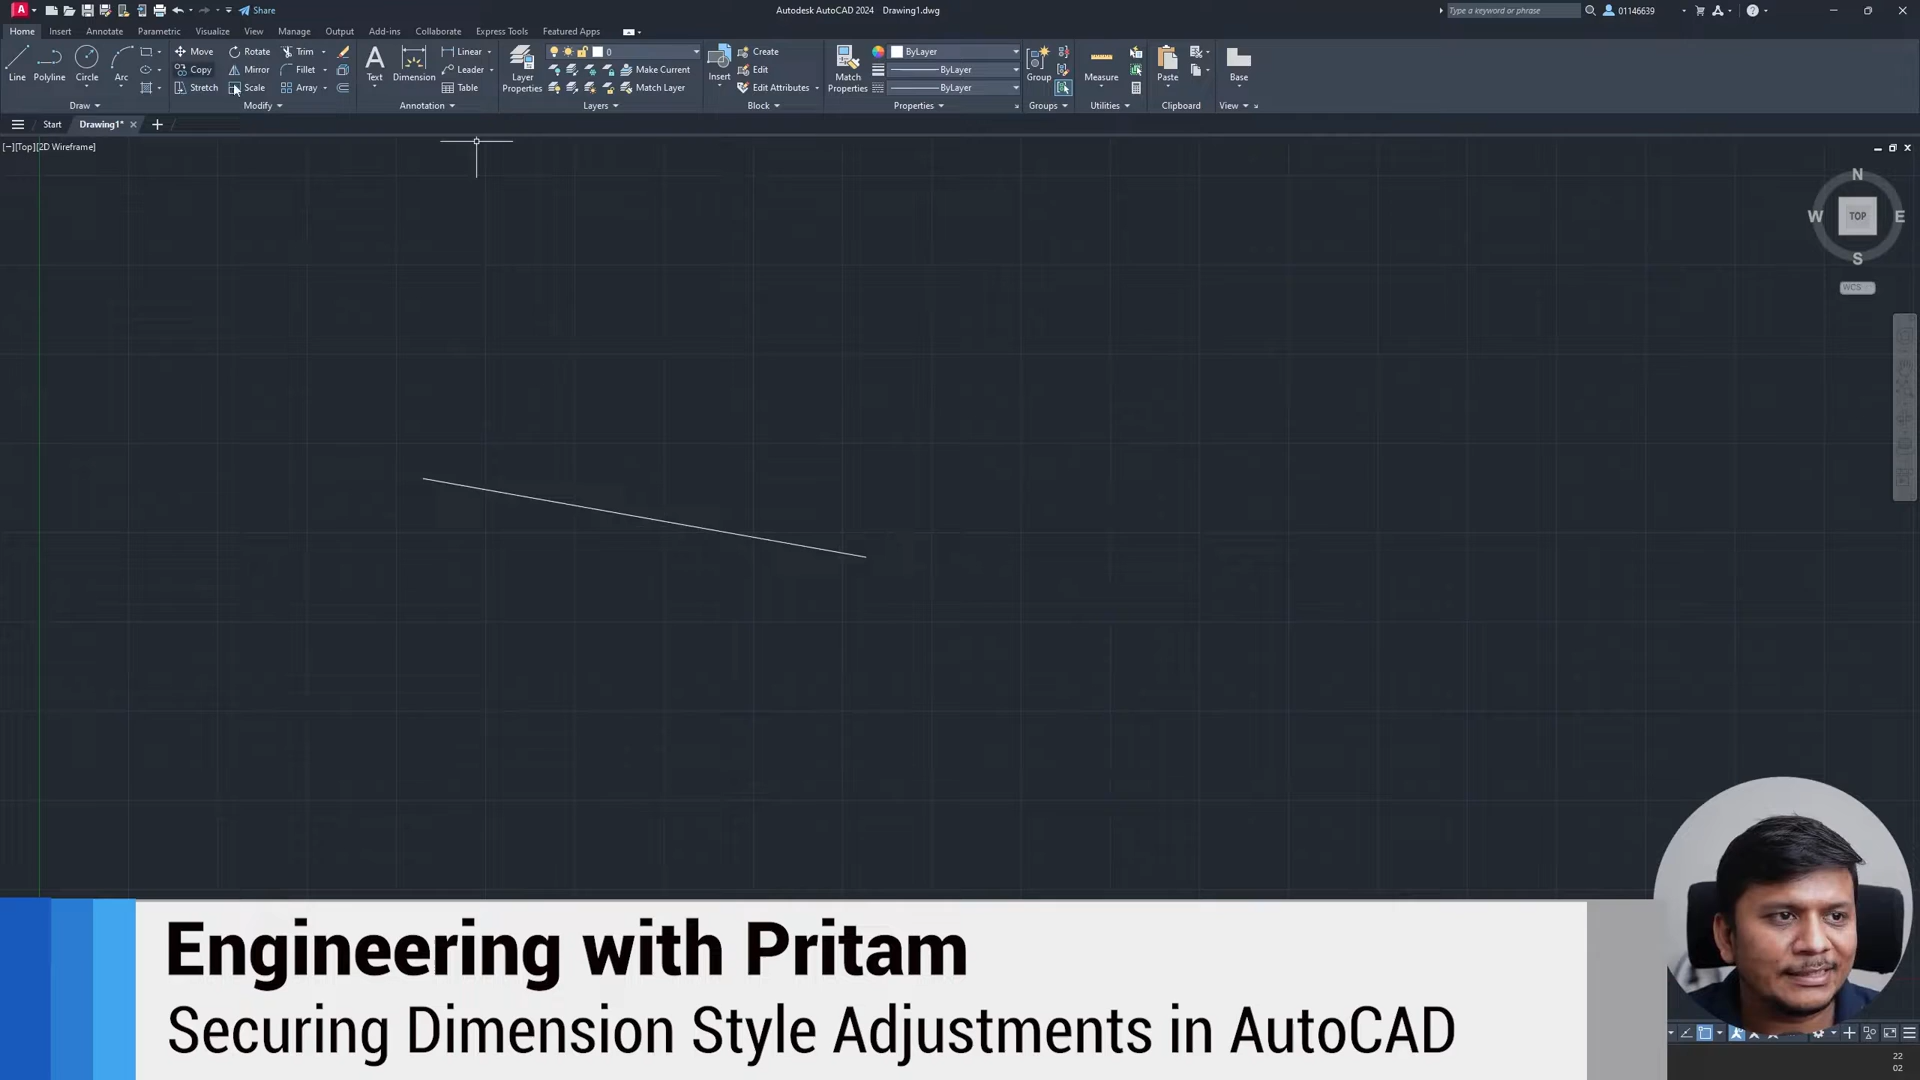 Share
Autodesk AutoCAD 2024 Drawing1.dwg
Type a keyword or phrase
01146639
Home Insert Annotate Parametric Visualize View Manage Output Add-ins Collaborate Express Tools Featured Apps
Line Polyline Circle Arc
Move Rotate Trim
Copy Mirror Fillet
Stretch Scale Array
Text Dimension
Linear
Leader
Table
Layer Properties
0
Make Current
Match Layer
Insert
Create
Edit
Edit Attributes
Match Properties
ByLayer
ByLayer
ByLayer
Group
Measure
Paste
Base
Draw Modify Annotation Layers Block Properties Groups Utilities Clipboard View
Start Drawing1*
[−][Top][2D Wireframe]
N
W TOP E
S
WCS
Engineering with Pritam
Securing Dimension Style Adjustments in AutoCAD
22
02